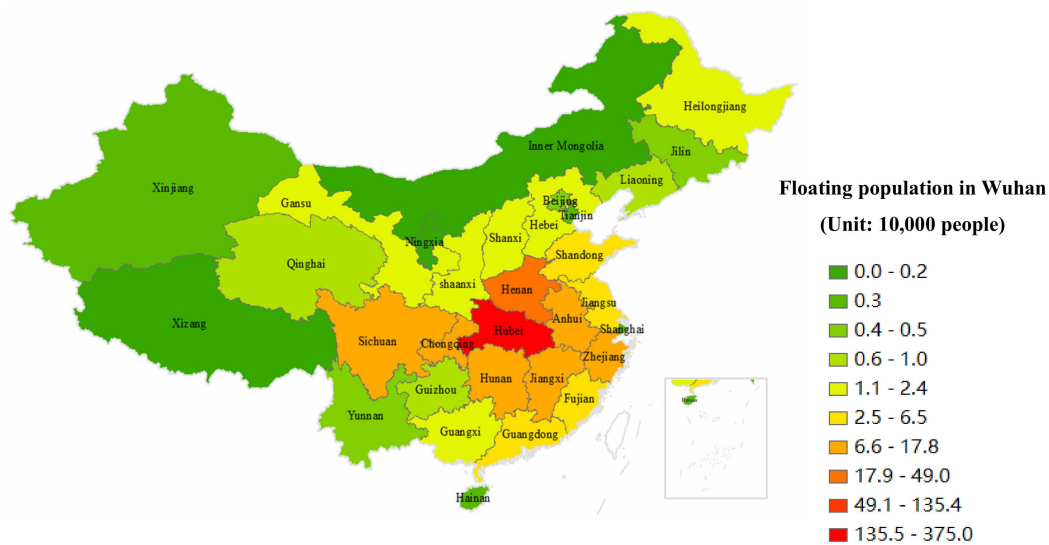 Heilongjiang
Jilin
Inner Mongolia
Liaoning
Xinjiang
Gansu
Beijing
Tianjin
Hebei
Ningxia
Shanxi
Shandong
Qinghai
shaanxi
Henan
Jiangsu
Xizang
Anhui
Shanghai
Hubei
Sichuan
Chongqing
Zhejiang
Hunan
Jiangxi
Guizhou
Fujian
Yunnan
Guangxi
Guangdong
Hainan
Floating population in Wuhan
(Unit: 10,000 people)
0.0 - 0.2
0.3
0.4 - 0.5
0.6 - 1.0
1.1 - 2.4
2.5 - 6.5
6.6 - 17.8
17.9 - 49.0
49.1 - 135.4
135.5 - 375.0